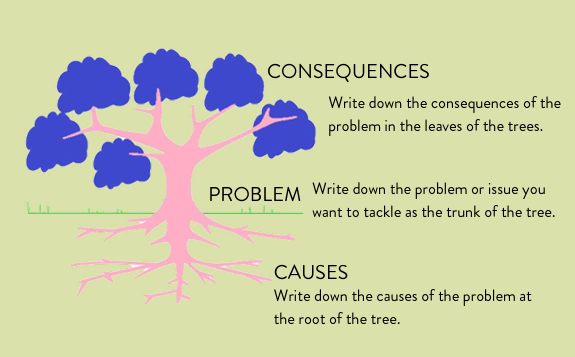 CONSEQUENCES
Write down the consequences of the
problem in the leaves of the trees.
PROBLEM
Write down the problem or issue you
want to tackle as the trunk of the tree.
CAUSES
Write down the causes of the problem at
the root of the tree.